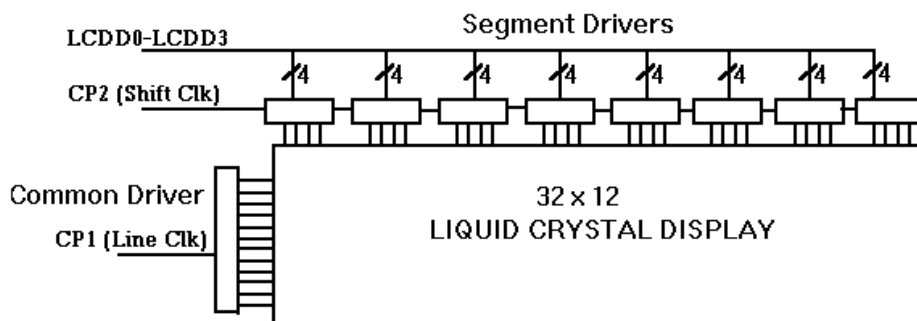 Segment Drivers
LCDD0-LCDD3
4 4 4 4 4 4 4 4
CP2 (Shift Clk)
Common Driver
CP1 (Line Clk)
32 x 12
LIQUID CRYSTAL DISPLAY